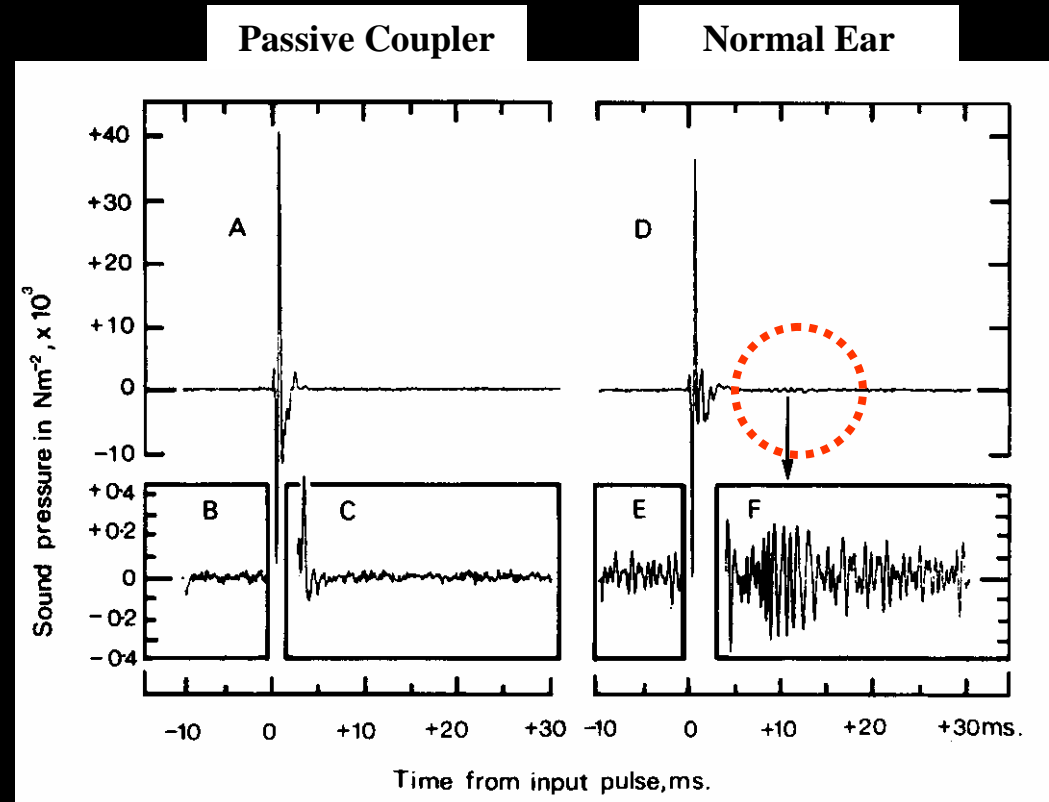 Passive Coupler
Normal Ear
+40
+30
+20
+10
0
-10
A
D
+0·4
+0·2
0
-0·2
-0·4
B
C
E
F
Sound pressure in Nm⁻², x 10³
-10 0 +10 +20 +30
-10 0 +10 +20 +30ms.
Time from input pulse,ms.